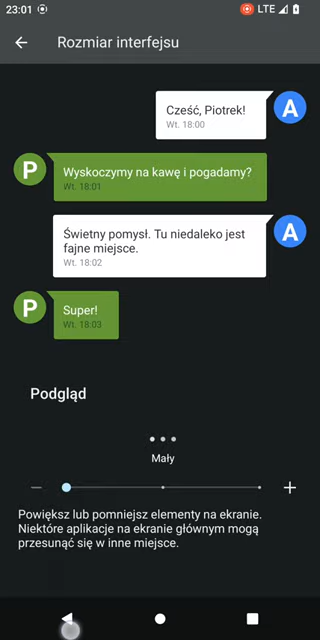 23:01
LTE
Rozmiar interfejsu
Cześć, Piotrek!
Wt. 18:00
A
P
Wyskoczymy na kawę i pogadamy?
Wt. 18:01
Świetny pomysł. Tu niedaleko jest
fajne miejsce.
Wt. 18:02
A
P
Super!
Wt. 18:03
Podgląd
Mały
Powiększ lub pomniejsz elementy na ekranie.
Niektóre aplikacje na ekranie głównym mogą
przesunąć się w inne miejsce.